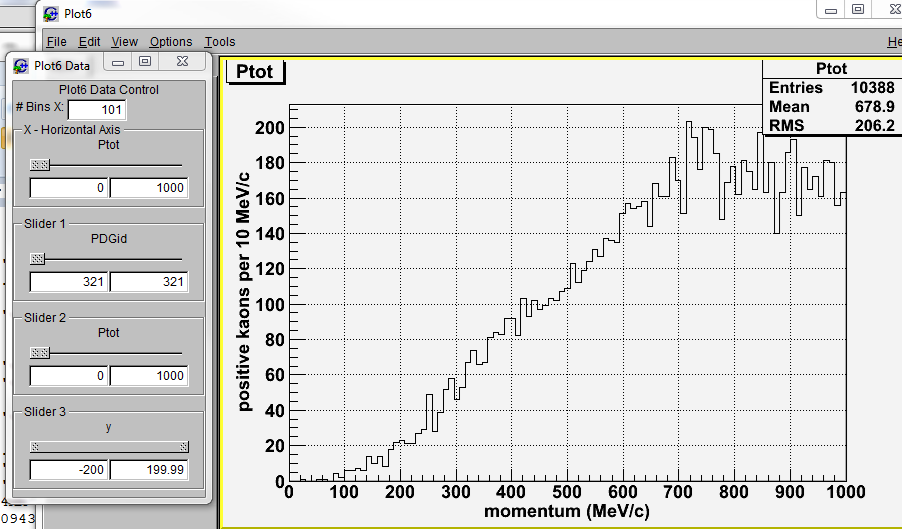 Plot6
File Edit View Options Tools He
Plot6 Data
Plot6 Data Control
# Bins X: 101
X - Horizontal Axis
Ptot
0 1000
Slider 1
PDGid
321 321
Slider 2
Ptot
0 1000
Slider 3
y
-200 199.99
0943
Ptot
Ptot
Entries 10388
Mean 678.9
RMS 206.2
positive kaons per 10 MeV/c
200
180
160
140
120
100
80
60
40
20
0
0 100 200 300 400 500 600 700 800 900 1000
momentum (MeV/c)